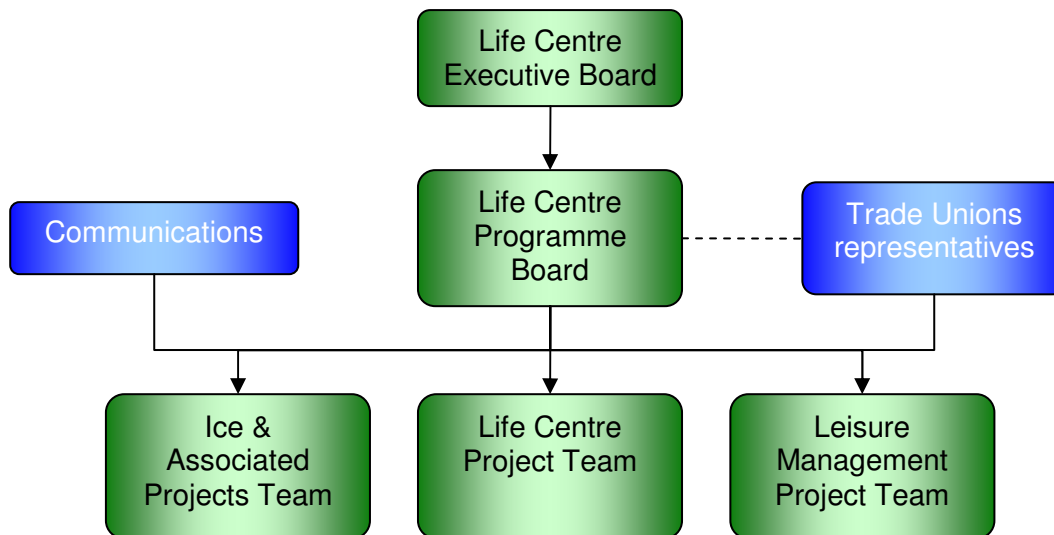 Life Centre
Executive Board
Communications
Life Centre
Programme
Board
Trade Unions
representatives
Ice &
Associated
Projects Team
Life Centre
Project Team
Leisure
Management
Project Team